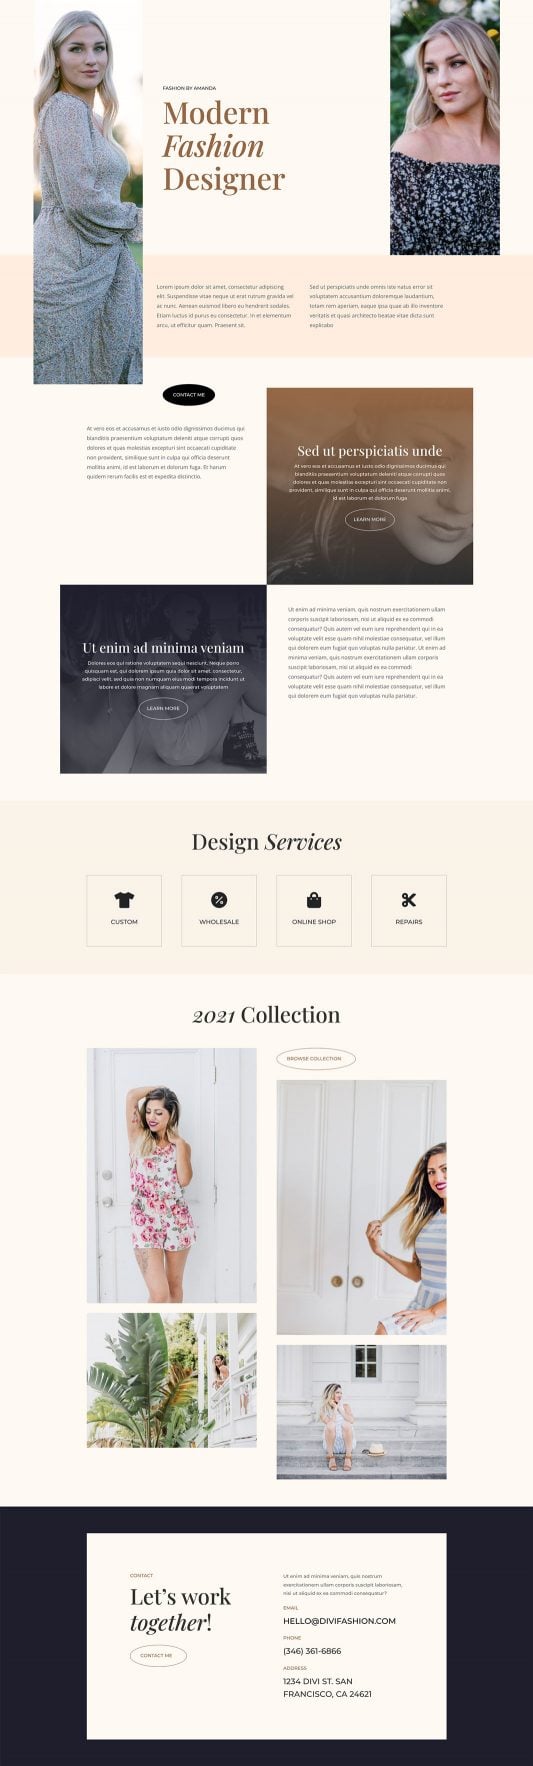 FASHION BY AMANDA
Modern
Fashion
Designer
Lorem ipsum dolor sit amet, consectetur adipiscing
elit. Suspendisse vitae neque ut erat rutrum gravida vel
ac nunc. Aenean euismod libero eu hendrerit sodales.
Etiam luctus id purus eu consectetur. In et elementum
arcu, ut efficitur quam. Praesent sit.
Sed ut perspiciatis unde omnis iste natus error sit
voluptatem accusantium doloremque laudantium,
totam rem aperiam, eaque ipsa quae ab illo inventore
veritatis et quasi architecto beatae vitae dicta sunt
explicabo
CONTACT ME
At vero eos et accusamus et iusto odio dignissimos ducimus qui
blanditiis praesentium voluptatum deleniti atque corrupti quos
dolores et quas molestias excepturi sint occaecati cupiditate
non provident, similique sunt in culpa qui officia deserunt
mollitia animi, id est laborum et dolorum fuga. Et harum
quidem rerum facilis est et expedita distinctio.
Sed ut perspiciatis unde
At vero eos et accusamus et iusto odio dignissimos ducimus qui
blanditiis praesentium voluptatum deleniti atque corrupti quos
dolores et quas molestias excepturi sint occaecati cupiditate non
provident, similique sunt in culpa qui officia deserunt mollitia animi,
id est laborum et dolorum fuga
LEARN MORE
Ut enim ad minima veniam
Dolores eos qui ratione voluptatem sequi nesciunt. Neque porro
quisquam est, qui dolorem ipsum quia dolor sit amet, consectetur,
adipisci velit, sed quia non numquam eius modi tempora incidunt ut
labore et dolore magnam aliquam quaerat voluptatem
LEARN MORE
Ut enim ad minima veniam, quis nostrum exercitationem ullam
corporis suscipit laboriosam, nisi ut aliquid ex ea commodi
consequatur? Quis autem vel eum iure reprehenderit qui in ea
voluptate velit esse quam nihil molestiae consequatur, vel illum
qui dolorem eum fugiat quo voluptas nulla pariatur. Ut enim ad
minima veniam, quis nostrum exercitationem ullam corporis
suscipit laboriosam, nisi ut aliquid ex ea commodi
consequatur? Quis autem vel eum iure reprehenderit qui in ea
voluptate velit esse quam nihil molestiae consequatur, vel illum
qui dolorem eum fugiat quo voluptas nulla pariatur.
Design Services
CUSTOM
WHOLESALE
ONLINE SHOP
REPAIRS
2021 Collection
BROWSE COLLECTION
CONTACT
Let's work
together!
CONTACT ME
Ut enim ad minima veniam, quis nostrum
exercitationem ullam corporis suscipit laboriosam,
nisi ut aliquid ex ea commodi consequatur?
EMAIL
HELLO@DIVIFASHION.COM
PHONE
(346) 361-6866
ADDRESS
1234 DIVI ST. SAN
FRANCISCO, CA 24621